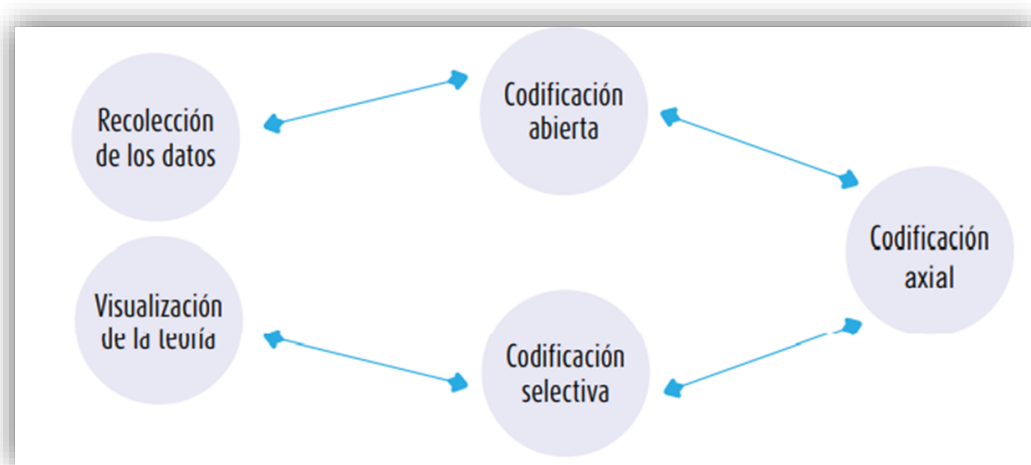 Recolección
de los datos
Codificación
abierta
Codificación
axial
Codificación
selectiva
Visualización
de la teoría